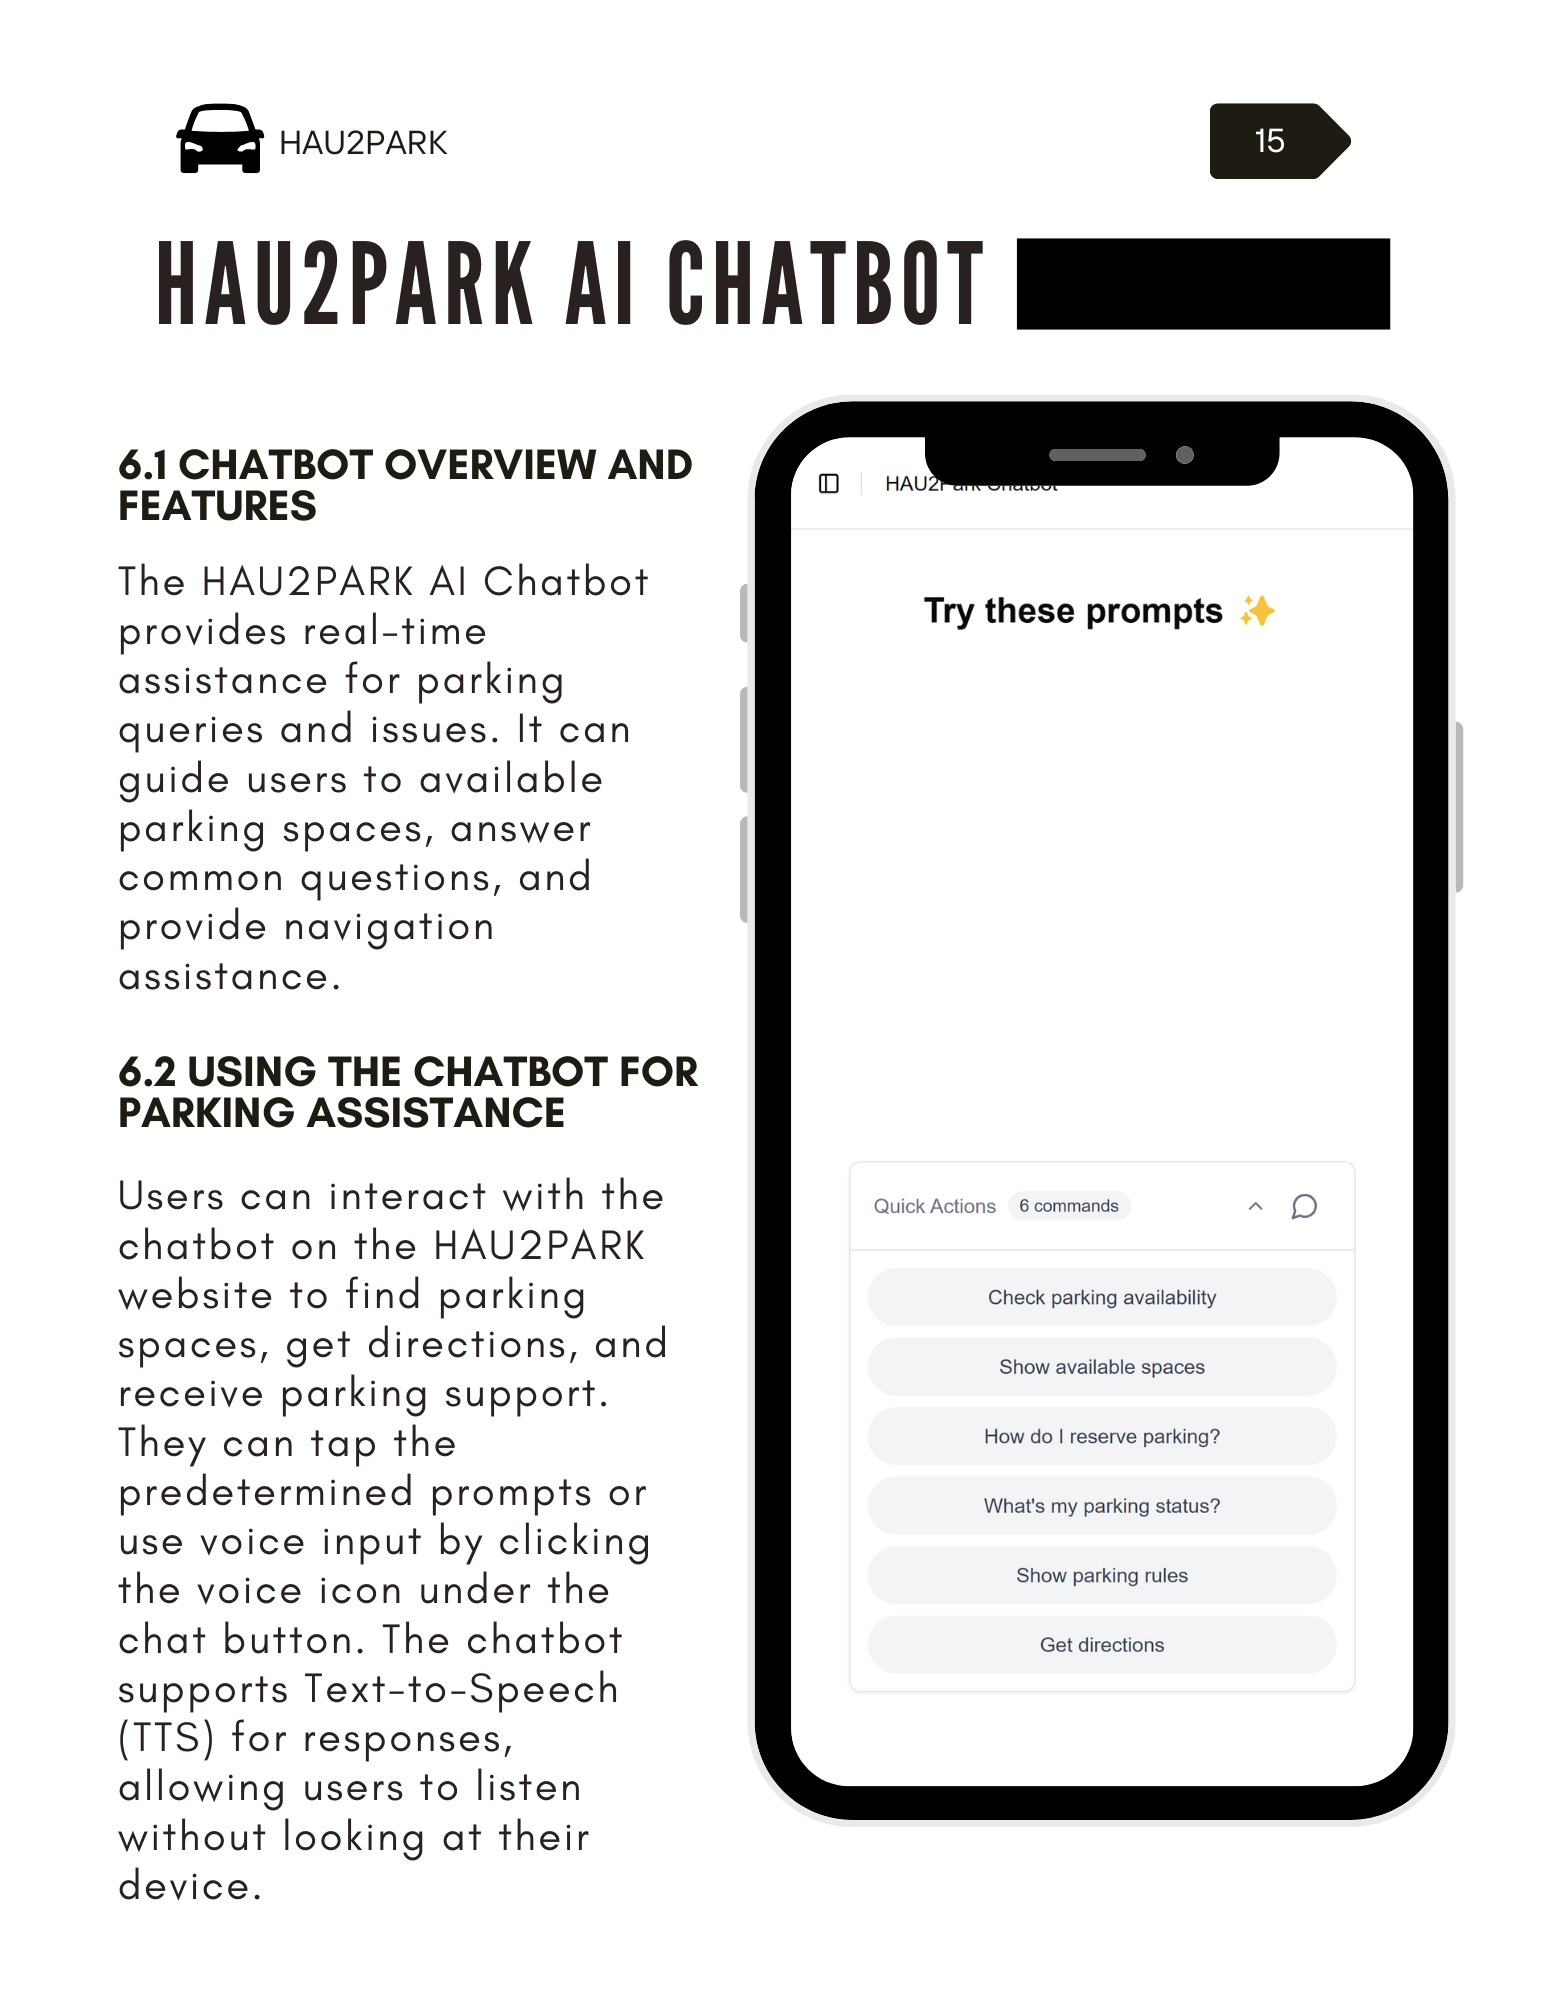 HAU2PARK
15
HAU2PARK AI CHATBOT
6.1 CHATBOT OVERVIEW AND
FEATURES
The HAU2PARK AI Chatbot
provides real-time
assistance for parking
queries and issues. It can
guide users to available
parking spaces, answer
common questions, and
provide navigation
assistance.
6.2 USING THE CHATBOT FOR
PARKING ASSISTANCE
Users can interact with the
chatbot on the HAU2PARK
website to find parking
spaces, get directions, and
receive parking support.
They can tap the
predetermined prompts or
use voice input by clicking
the voice icon under the
chat button. The chatbot
supports Text-to-Speech
(TTS) for responses,
allowing users to listen
without looking at their
device.
HAU2Park Chatbot
Try these prompts ✨
Quick Actions 6 commands
Check parking availability
Show available spaces
How do I reserve parking?
What's my parking status?
Show parking rules
Get directions